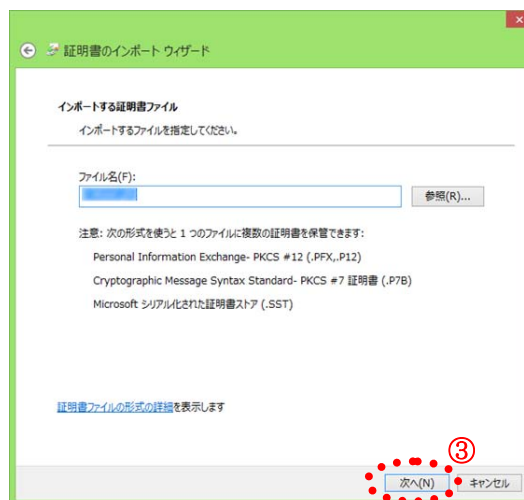 証明書のインポート ウィザード
インポートする証明書ファイル
インポートするファイルを指定してください。
ファイル名(F):
参照(R)...
注意: 次の形式を使うと 1 つのファイルに複数の証明書を保管できます:
Personal Information Exchange- PKCS #12 (.PFX,.P12)
Cryptographic Message Syntax Standard- PKCS #7 証明書 (.P7B)
Microsoft シリアル化された証明書ストア (.SST)
証明書ファイルの形式の詳細を表示します
③
次へ(N) キャンセル